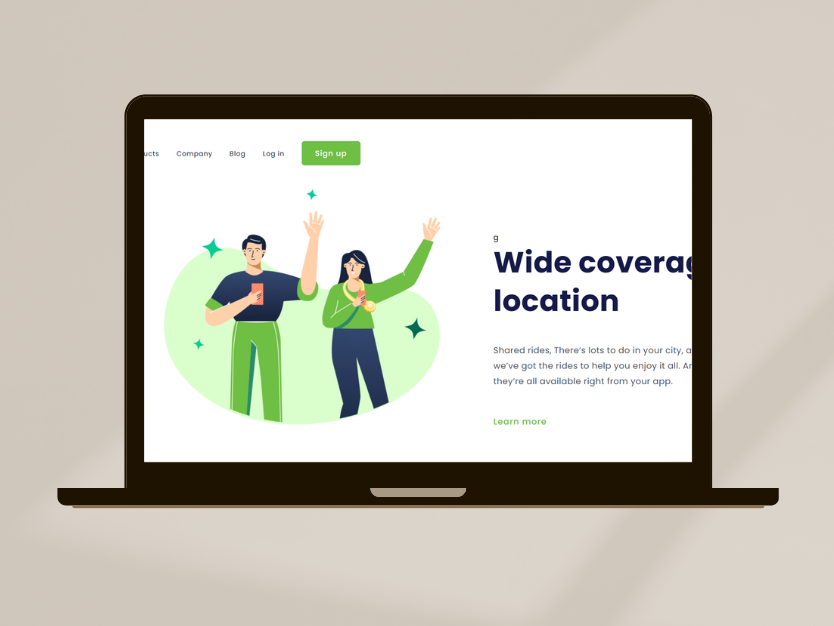 ucts Company Blog Log in Sign up
g
Wide coverag
location
Shared rides, There's lots to do in your city, a
we've got the rides to help you enjoy it all. Ar
they're all available right from your app.
Learn more